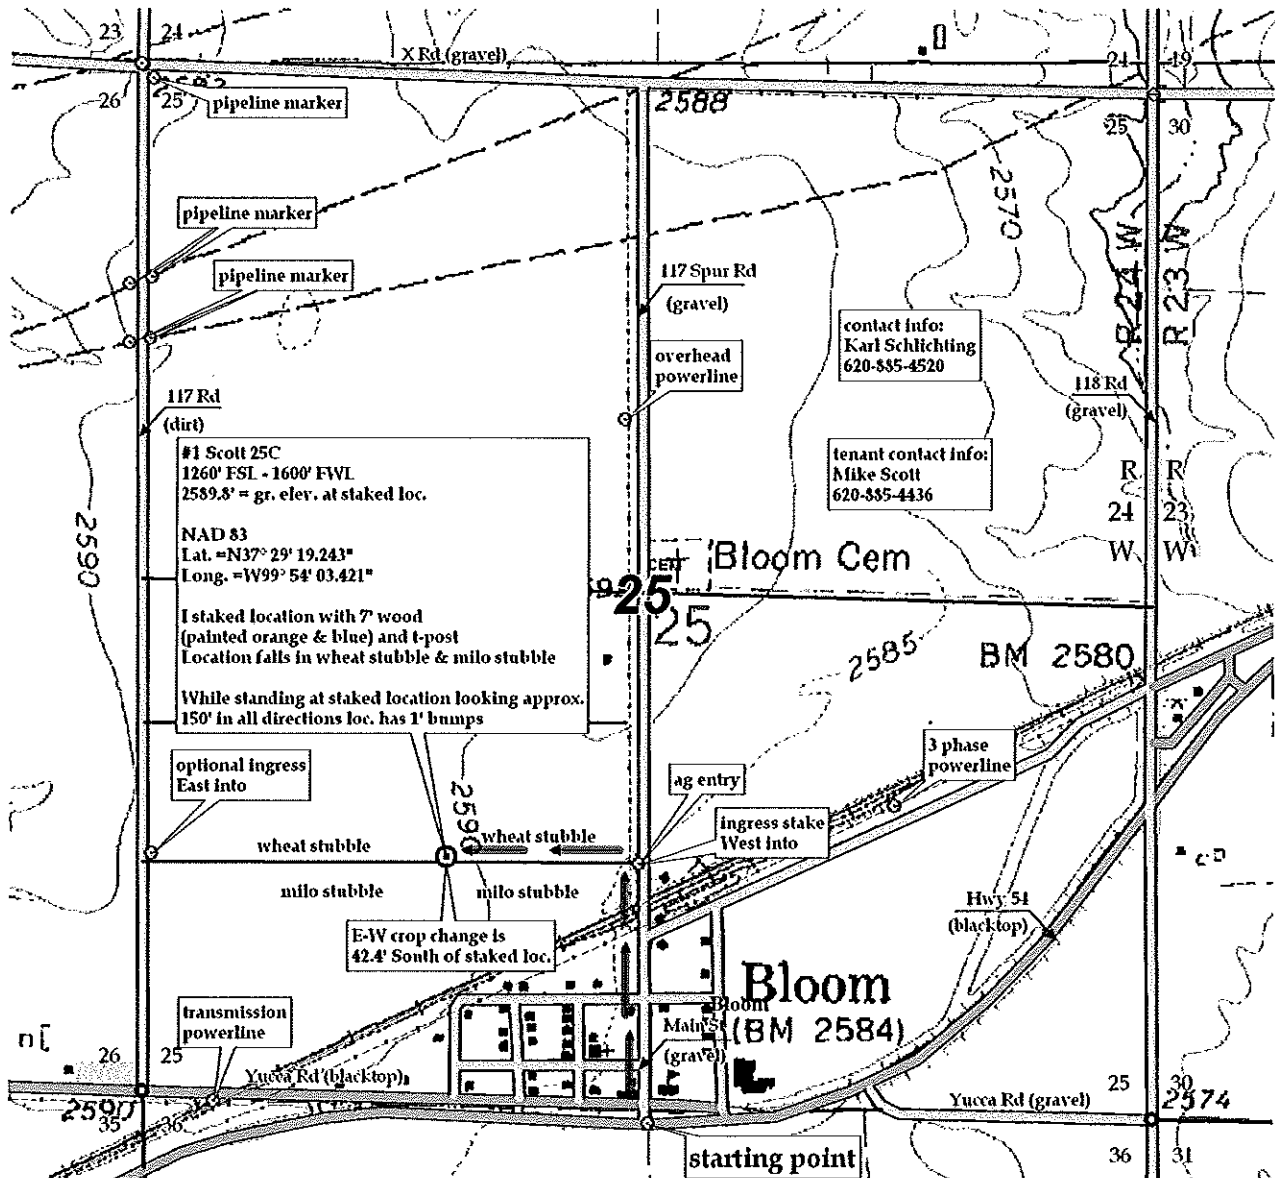 23 24
X Rd (gravel)
24 19
26 25
pipeline marker
2588
25 30
pipeline marker
2570
R 24 W
R 23 W
pipeline marker
117 Spur Rd
(gravel)
contact info:
Karl Schlichting
620-885-4520
overhead
powerline
118 Rd
(gravel)
117 Rd
(dirt)
#1 Scott 25C
1260' FSL - 1600' FWL
2589.8' = gr. elev. at staked loc.
NAD 83
Lat. =N37° 29' 19.243"
Long. =W99° 54' 03.421"
I staked location with 7' wood
(painted orange & blue) and t-post
Location falls in wheat stubble & milo stubble
While standing at staked location looking approx.
150' in all directions loc. has 1' bumps
tenant contact info:
Mike Scott
620-885-4436
R R
24 23
W W
2590
CEM
Bloom Cem
25
25
2585
BM 2580
3 phase
powerline
optional ingress
East into
ag entry
2590
ingress stake
West into
wheat stubble
wheat stubble
milo stubble
milo stubble
Hwy 54
(blacktop)
E-W crop change is
42.4' South of staked loc.
Bloom
Bloom
(BM 2584)
transmission
powerline
Main St
(gravel)
26 25
Yucca Rd (blacktop)
25 30
2590
Yucca Rd (gravel)
2574
35 36
starting point
36 31